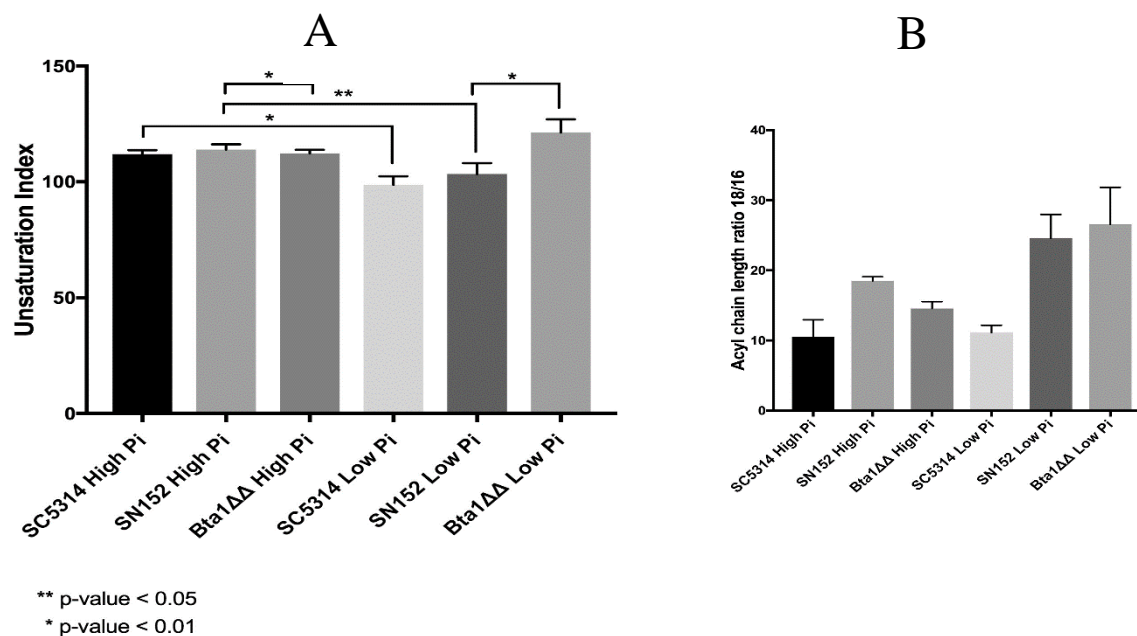 A
150
100
50
0
Unsaturation Index
*
**
*
*
SC5314 High Pi
SN152 High Pi
Bta1ΔΔ High Pi
SC5314 Low Pi
SN152 Low Pi
Bta1ΔΔ Low Pi
** p-value < 0.05
* p-value < 0.01
B
40
30
20
10
0
Acyl chain length ratio 18/16
SC5314 High Pi
SN152 High Pi
Bta1ΔΔ High Pi
SC5314 Low Pi
SN152 Low Pi
Bta1ΔΔ Low Pi